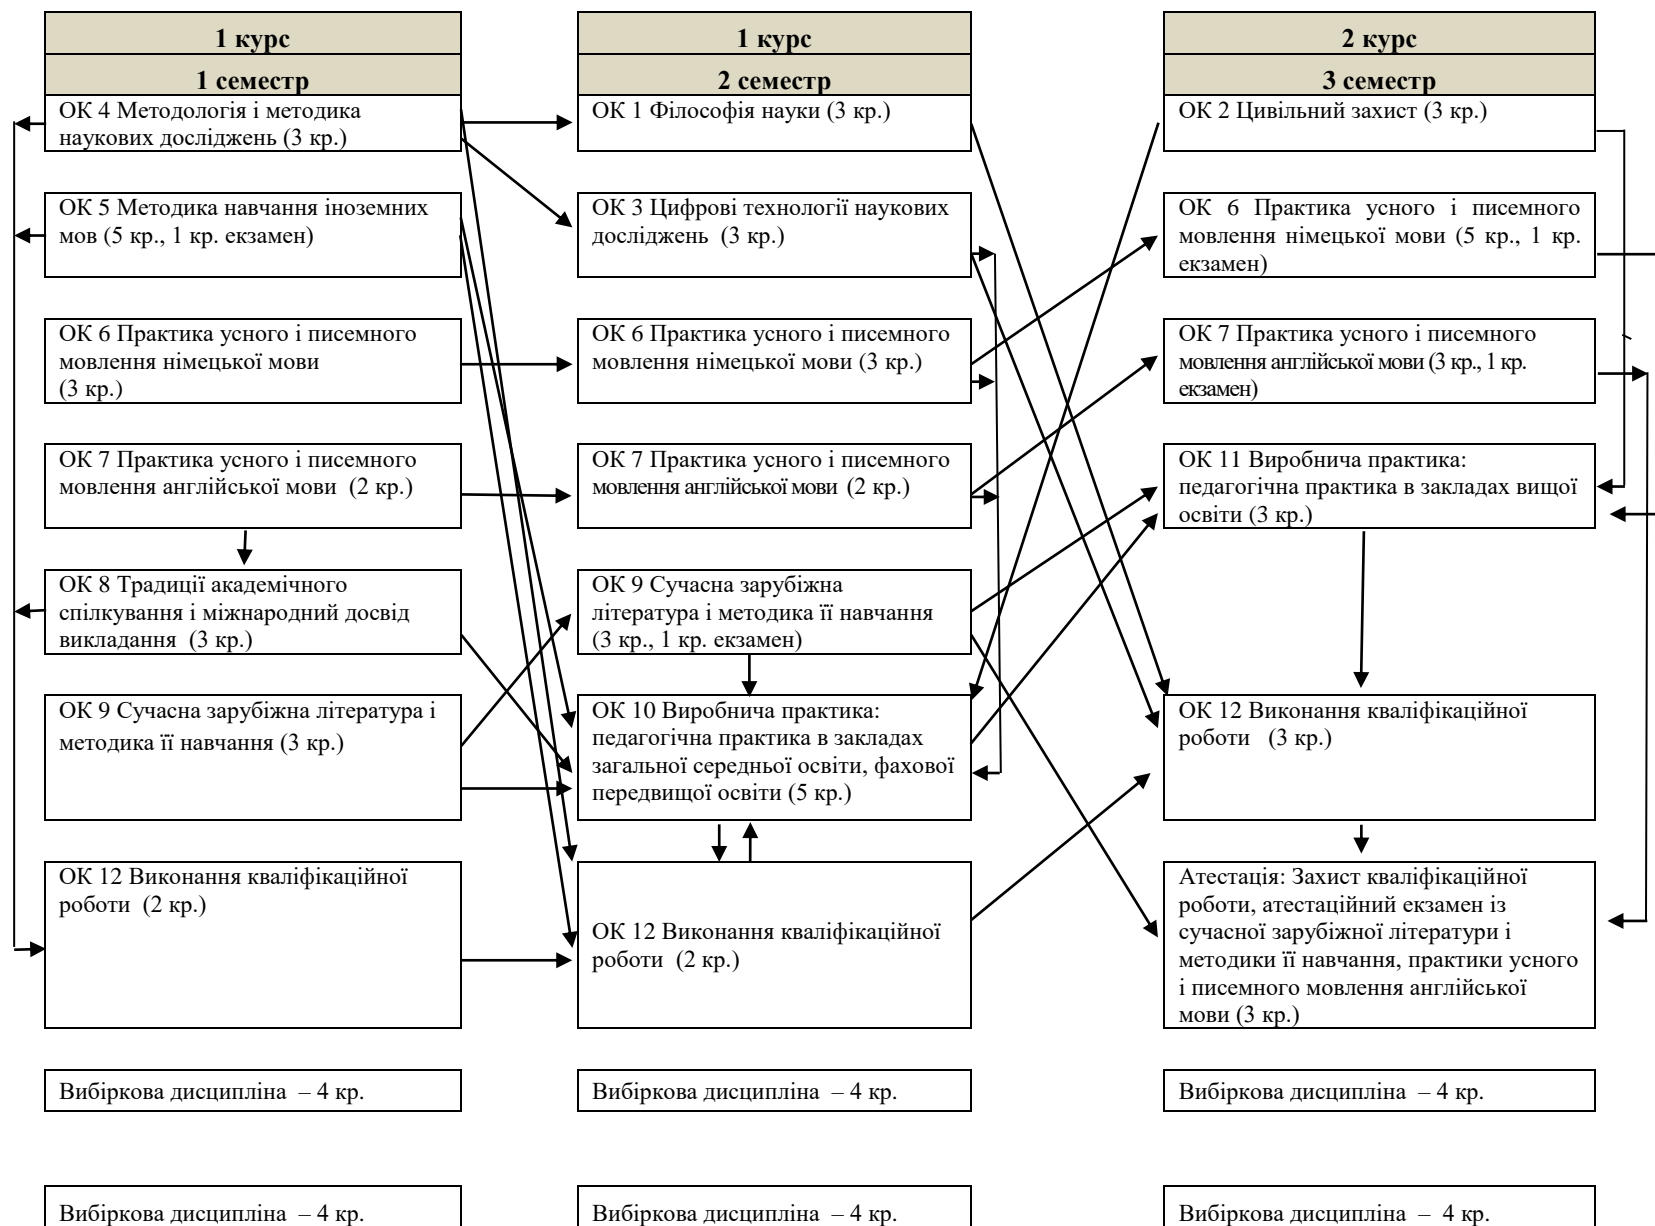 1 курс
1 семестр
ОК 4 Методологія і методика
наукових досліджень (3 кр.)
ОК 5 Методика навчання іноземних
мов (5 кр., 1 кр. екзамен)
ОК 6 Практика усного і писемного
мовлення німецької мови
(3 кр.)
ОК 7 Практика усного і писемного
мовлення англійської мови (2 кр.)
ОК 8 Традиції академічного
спілкування і міжнародний досвід
викладання (3 кр.)
ОК 9 Сучасна зарубіжна література і
методика її навчання (3 кр.)
ОК 12 Виконання кваліфікаційної
роботи (2 кр.)
Вибіркова дисципліна – 4 кр.
Вибіркова дисципліна – 4 кр.
1 курс
2 семестр
ОК 1 Філософія науки (3 кр.)
ОК 3 Цифрові технології наукових
досліджень (3 кр.)
ОК 6 Практика усного і писемного
мовлення німецької мови (3 кр.)
ОК 7 Практика усного і писемного
мовлення англійської мови (2 кр.)
ОК 9 Сучасна зарубіжна
література і методика її навчання
(3 кр., 1 кр. екзамен)
ОК 10 Виробнича практика:
педагогічна практика в закладах
загальної середньої освіти, фахової
передвищої освіти (5 кр.)
ОК 12 Виконання кваліфікаційної
роботи (2 кр.)
Вибіркова дисципліна – 4 кр.
Вибіркова дисципліна – 4 кр.
2 курс
3 семестр
ОК 2 Цивільний захист (3 кр.)
ОК 6 Практика усного і писемного
мовлення німецької мови (5 кр., 1 кр.
екзамен)
ОК 7 Практика усного і писемного
мовлення англійської мови (3 кр., 1 кр.
екзамен)
ОК 11 Виробнича практика:
педагогічна практика в закладах вищої
освіти (3 кр.)
ОК 12 Виконання кваліфікаційної
роботи (3 кр.)
Атестація: Захист кваліфікаційної
роботи, атестаційний екзамен із
сучасної зарубіжної літератури і
методики її навчання, практики усного
і писемного мовлення англійської
мови (3 кр.)
Вибіркова дисципліна – 4 кр.
Вибіркова дисципліна – 4 кр.